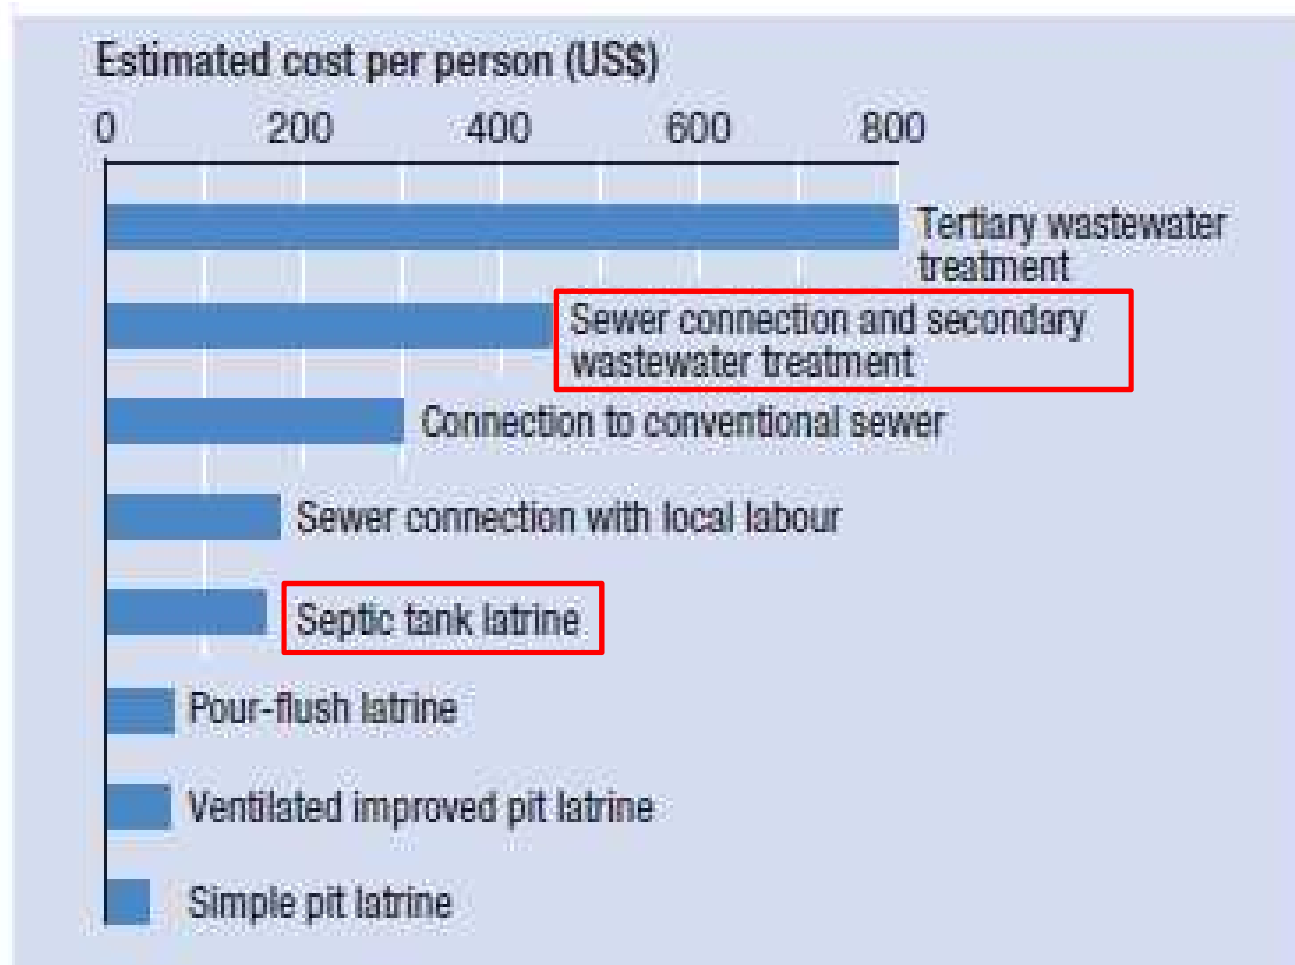 Estimated cost per person (US$)
0 200 400 600 800
Tertiary wastewater
treatment
Sewer connection and secondary
wastewater treatment
Connection to conventional sewer
Sewer connection with local labour
Septic tank latrine
Pour-flush latrine
Ventilated improved pit latrine
Simple pit latrine